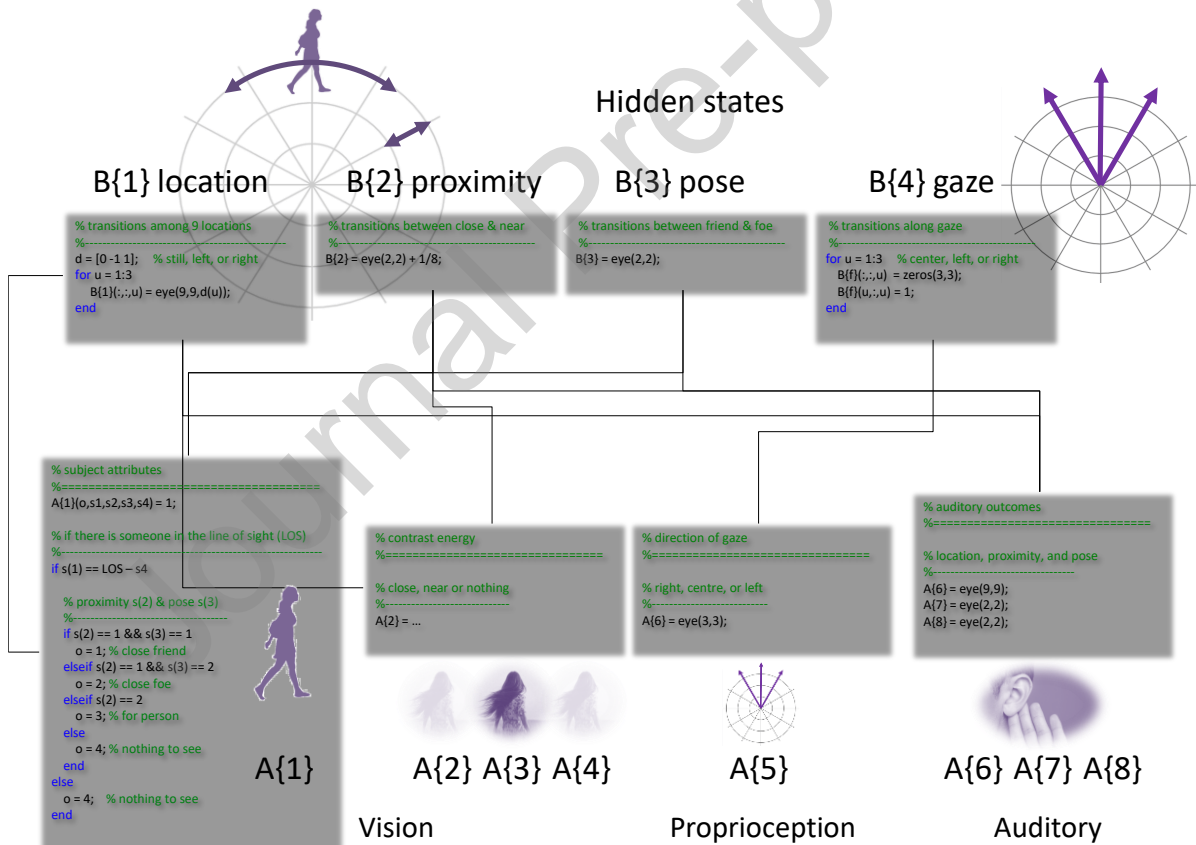 Journal Pre-p
Hidden states
B{1} location
B{2} proximity
B{3} pose
B{4} gaze
% transitions among 9 locations
%--------------------------------------------------
d = [0 -1 1]; % still, left, or right
for u = 1:3
B{1}(:,:,u) = eye(9,9,d(u));
end
% transitions between close & near
%------------------------------------------------
B{2} = eye(2,2) + 1/8;
% transitions between friend & foe
%------------------------------------------------
B{3} = eye(2,2);
% transitions along gaze
%------------------------------------------------
for u = 1:3 % center, left, or right
B{f}(:,:,u) = zeros(3,3);
B{f}(u,:,u) = 1;
end
% subject attributes
%======================================
A{1}(o,s1,s2,s3,s4) = 1;
% if there is someone in the line of sight (LOS)
%----------------------------------------------------------------
if s(1) == LOS – s4
% proximity s(2) & pose s(3)
%--------------------------------------
if s(2) == 1 && s(3) == 1
o = 1; % close friend
elseif s(2) == 1 && s(3) == 2
o = 2; % close foe
elseif s(2) == 2
o = 3; % for person
else
o = 4; % nothing to see
end
else
o = 4; % nothing to see
end
A{1}
% contrast energy
%================================
% close, near or nothing
%-------------------------------
A{2} = ...
% direction of gaze
%================================
% right, centre, or left
%-----------------------------
A{6} = eye(3,3);
% auditory outcomes
%================================
% location, proximity, and pose
%----------------------------------
A{6} = eye(9,9);
A{7} = eye(2,2);
A{8} = eye(2,2);
A{2} A{3} A{4}
A{5}
A{6} A{7} A{8}
Vision
Proprioception
Auditory